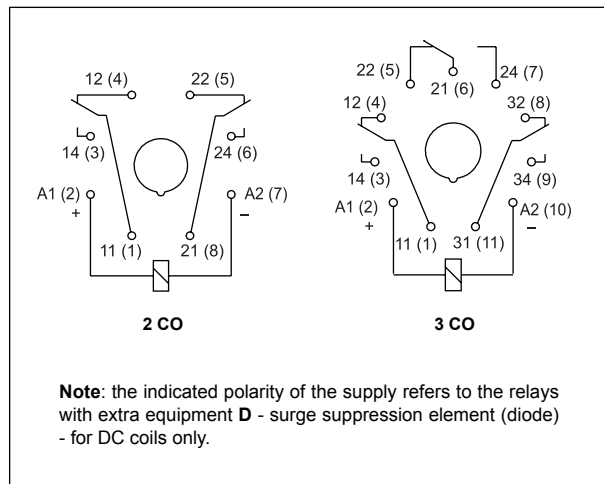 12 (4)
22 (5)
14 (3)
24 (6)
A1 (2)
+
A2 (7)
–
11 (1)
21 (8)
2 CO
22 (5)
21 (6)
24 (7)
12 (4)
32 (8)
14 (3)
34 (9)
A1 (2)
+
A2 (10)
–
11 (1)
31 (11)
3 CO
Note: the indicated polarity of the supply refers to the relays
with extra equipment D - surge suppression element (diode)
- for DC coils only.